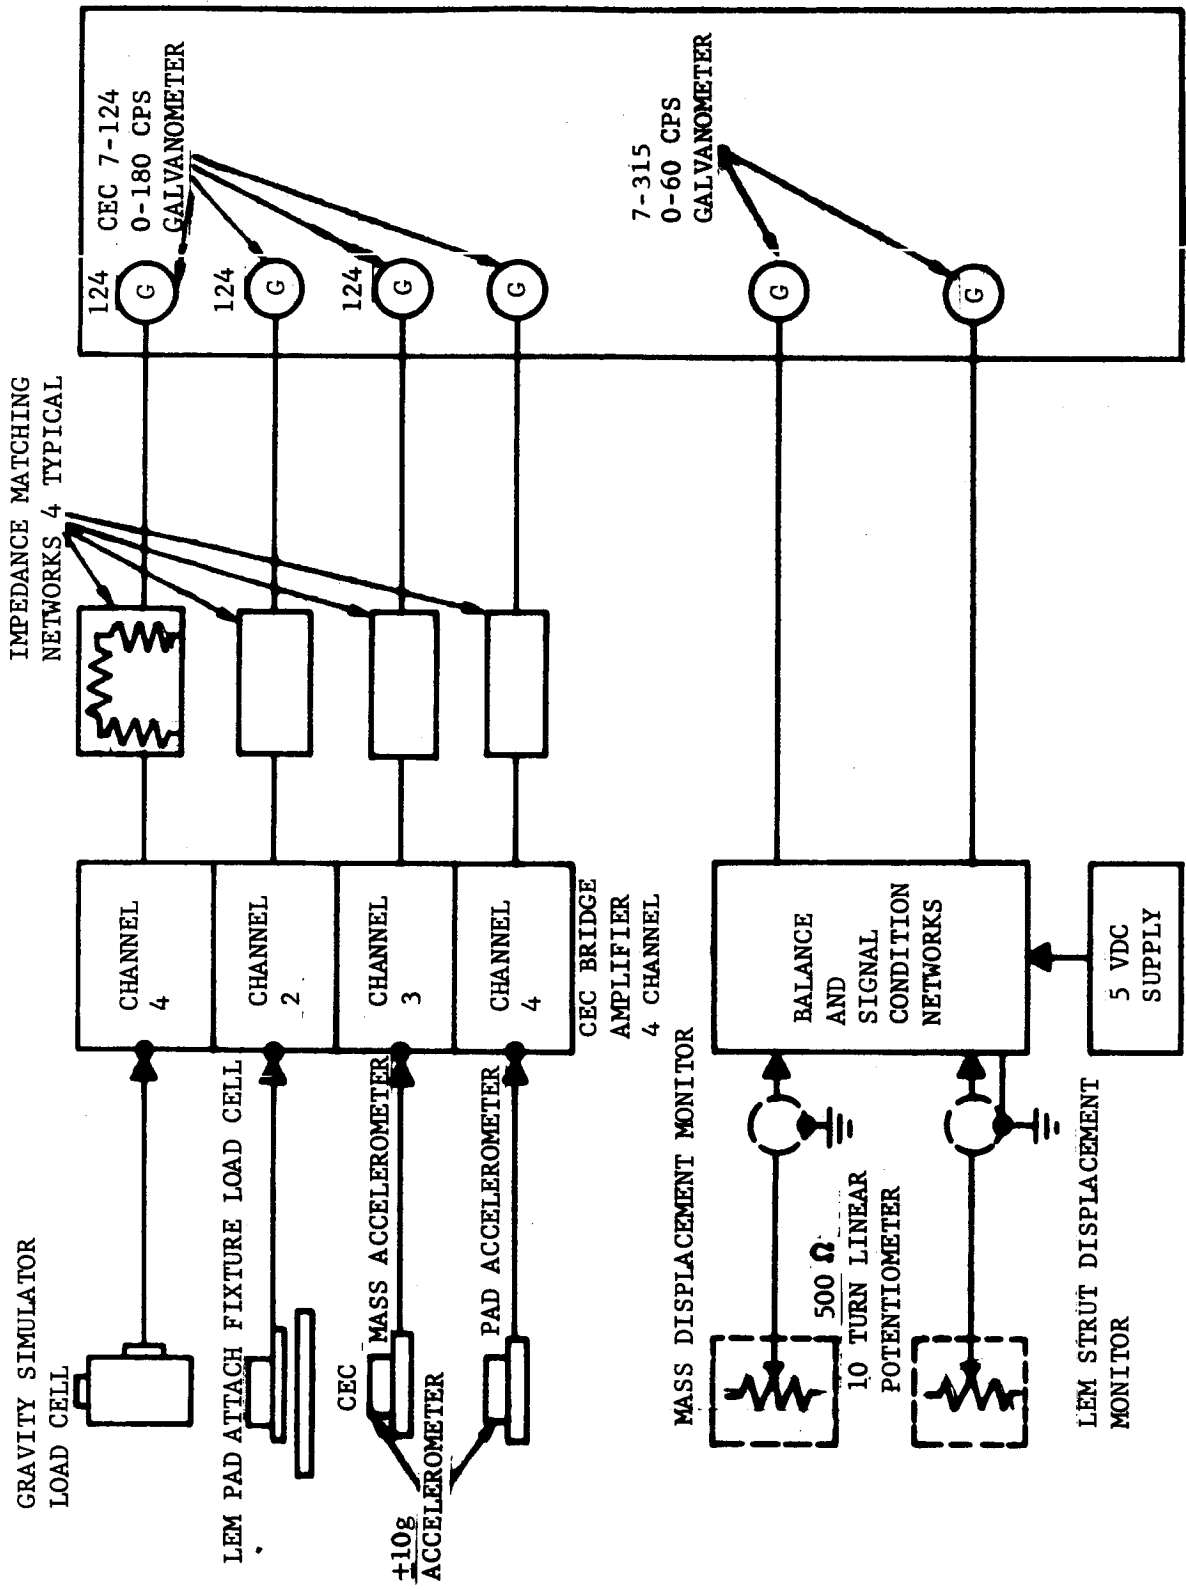 GRAVITY SIMULATOR
LOAD CELL
LEM PAD ATTACH FIXTURE LOAD CELL
CEC
MASS ACCELEROMETER
+10g
ACCELEROMETER
PAD ACCELEROMETER
CHANNEL
4
CHANNEL
2
CHANNEL
3
CHANNEL
4
CEC BRIDGE
AMPLIFIER
4 CHANNEL
IMPEDANCE MATCHING
NETWORKS 4 TYPICAL
124
G
124
G
124
G
G
CEC 7-124
0-180 CPS
GALVANOMETER
MASS DISPLACEMENT MONITOR
500 Ω
10 TURN LINEAR
POTENTIOMETER
LEM STRUT DISPLACEMENT
MONITOR
BALANCE
AND
SIGNAL
CONDITION
NETWORKS
5 VDC
SUPPLY
G
G
7-315
0-60 CPS
GALVANOMETER